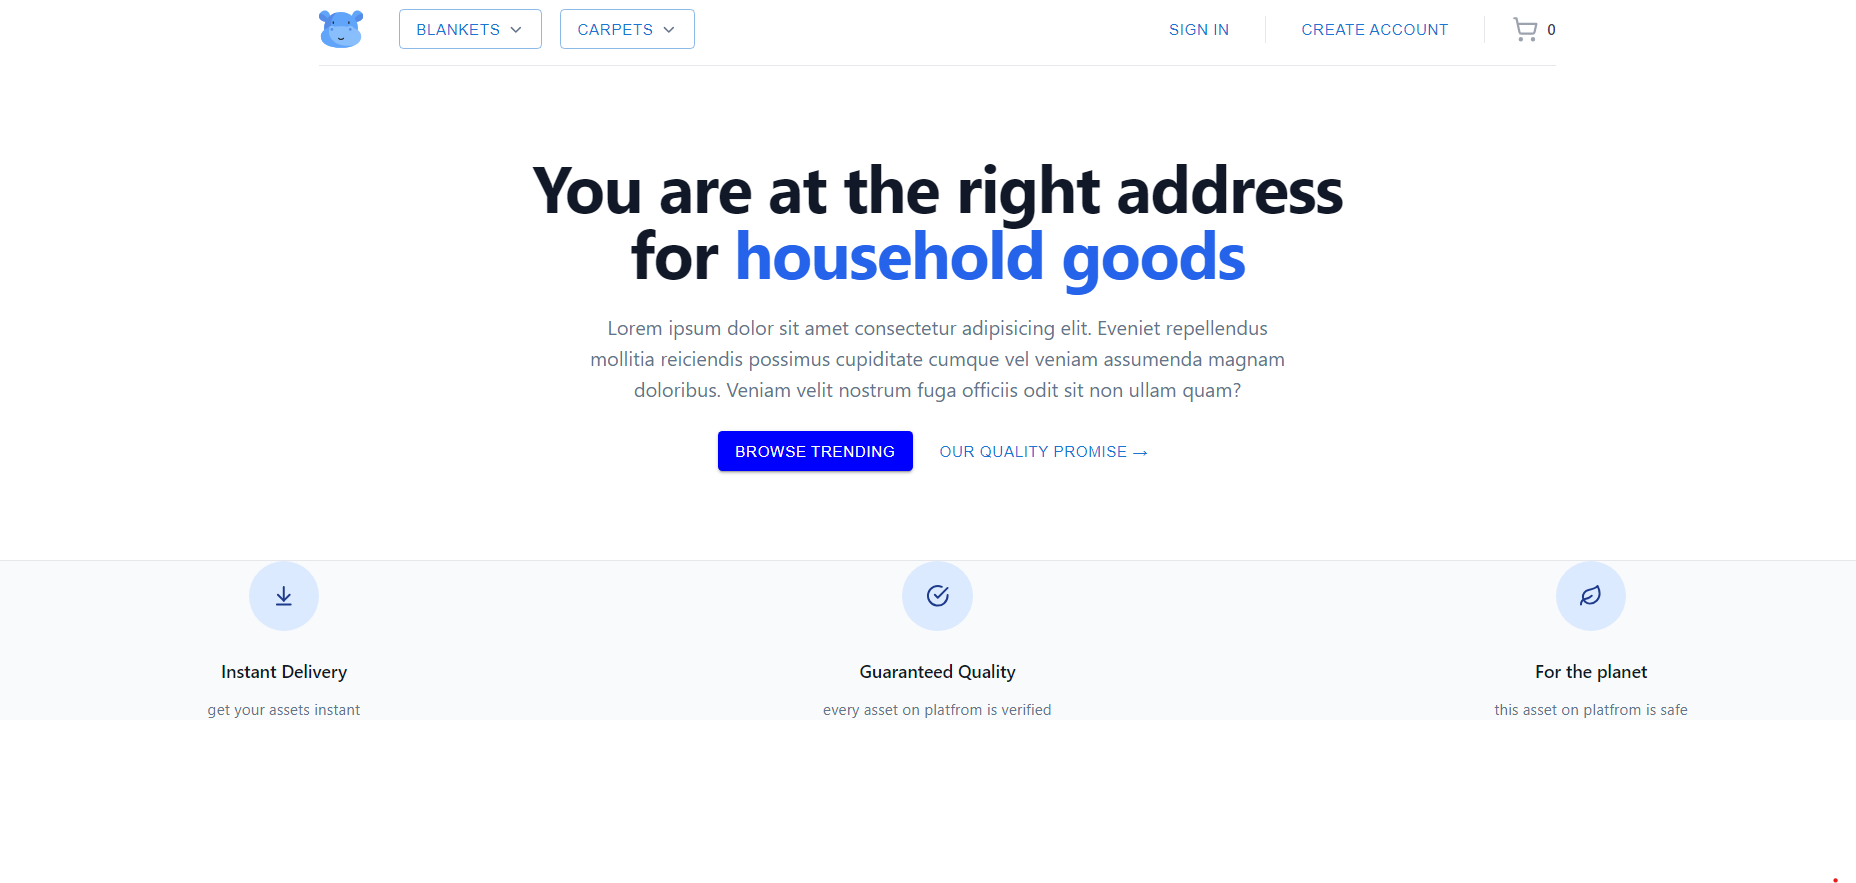 BLANKETS
CARPETS
SIGN IN
CREATE ACCOUNT
0
You are at the right address
for household goods
Lorem ipsum dolor sit amet consectetur adipisicing elit. Eveniet repellendus
mollitia reiciendis possimus cupiditate cumque vel veniam assumenda magnam
doloribus. Veniam velit nostrum fuga officiis odit sit non ullam quam?
BROWSE TRENDING
OUR QUALITY PROMISE →
Instant Delivery
get your assets instant
Guaranteed Quality
every asset on platfrom is verified
For the planet
this asset on platfrom is safe